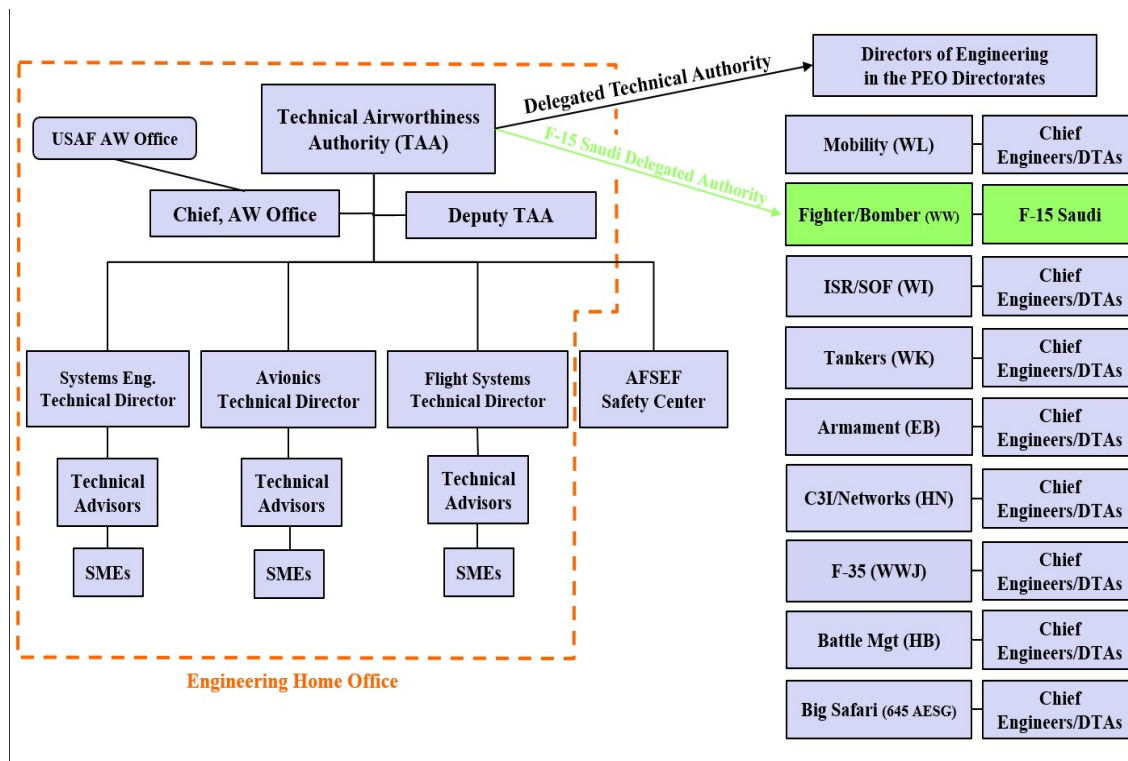 Directors of Engineering
in the PEO Directorates
Delegated Technical Authority
Technical Airworthiness
Authority (TAA)
F-15 Saudi Delegated Authority
USAF AW Office
Chief, AW Office
Deputy TAA
Mobility (WL)
Chief
Engineers/DTAs
Fighter/Bomber (WW)
F-15 Saudi
ISR/SOF (WI)
Chief
Engineers/DTAs
Tankers (WK)
Chief
Engineers/DTAs
Armament (EB)
Chief
Engineers/DTAs
C3I/Networks (HN)
Chief
Engineers/DTAs
F-35 (WWJ)
Chief
Engineers/DTAs
Battle Mgt (HB)
Chief
Engineers/DTAs
Big Safari (645 AESG)
Chief
Engineers/DTAs
Systems Eng.
Technical Director
Avionics
Technical Director
Flight Systems
Technical Director
AFSEF
Safety Center
Technical
Advisors
Technical
Advisors
Technical
Advisors
SMEs
SMEs
SMEs
Engineering Home Office